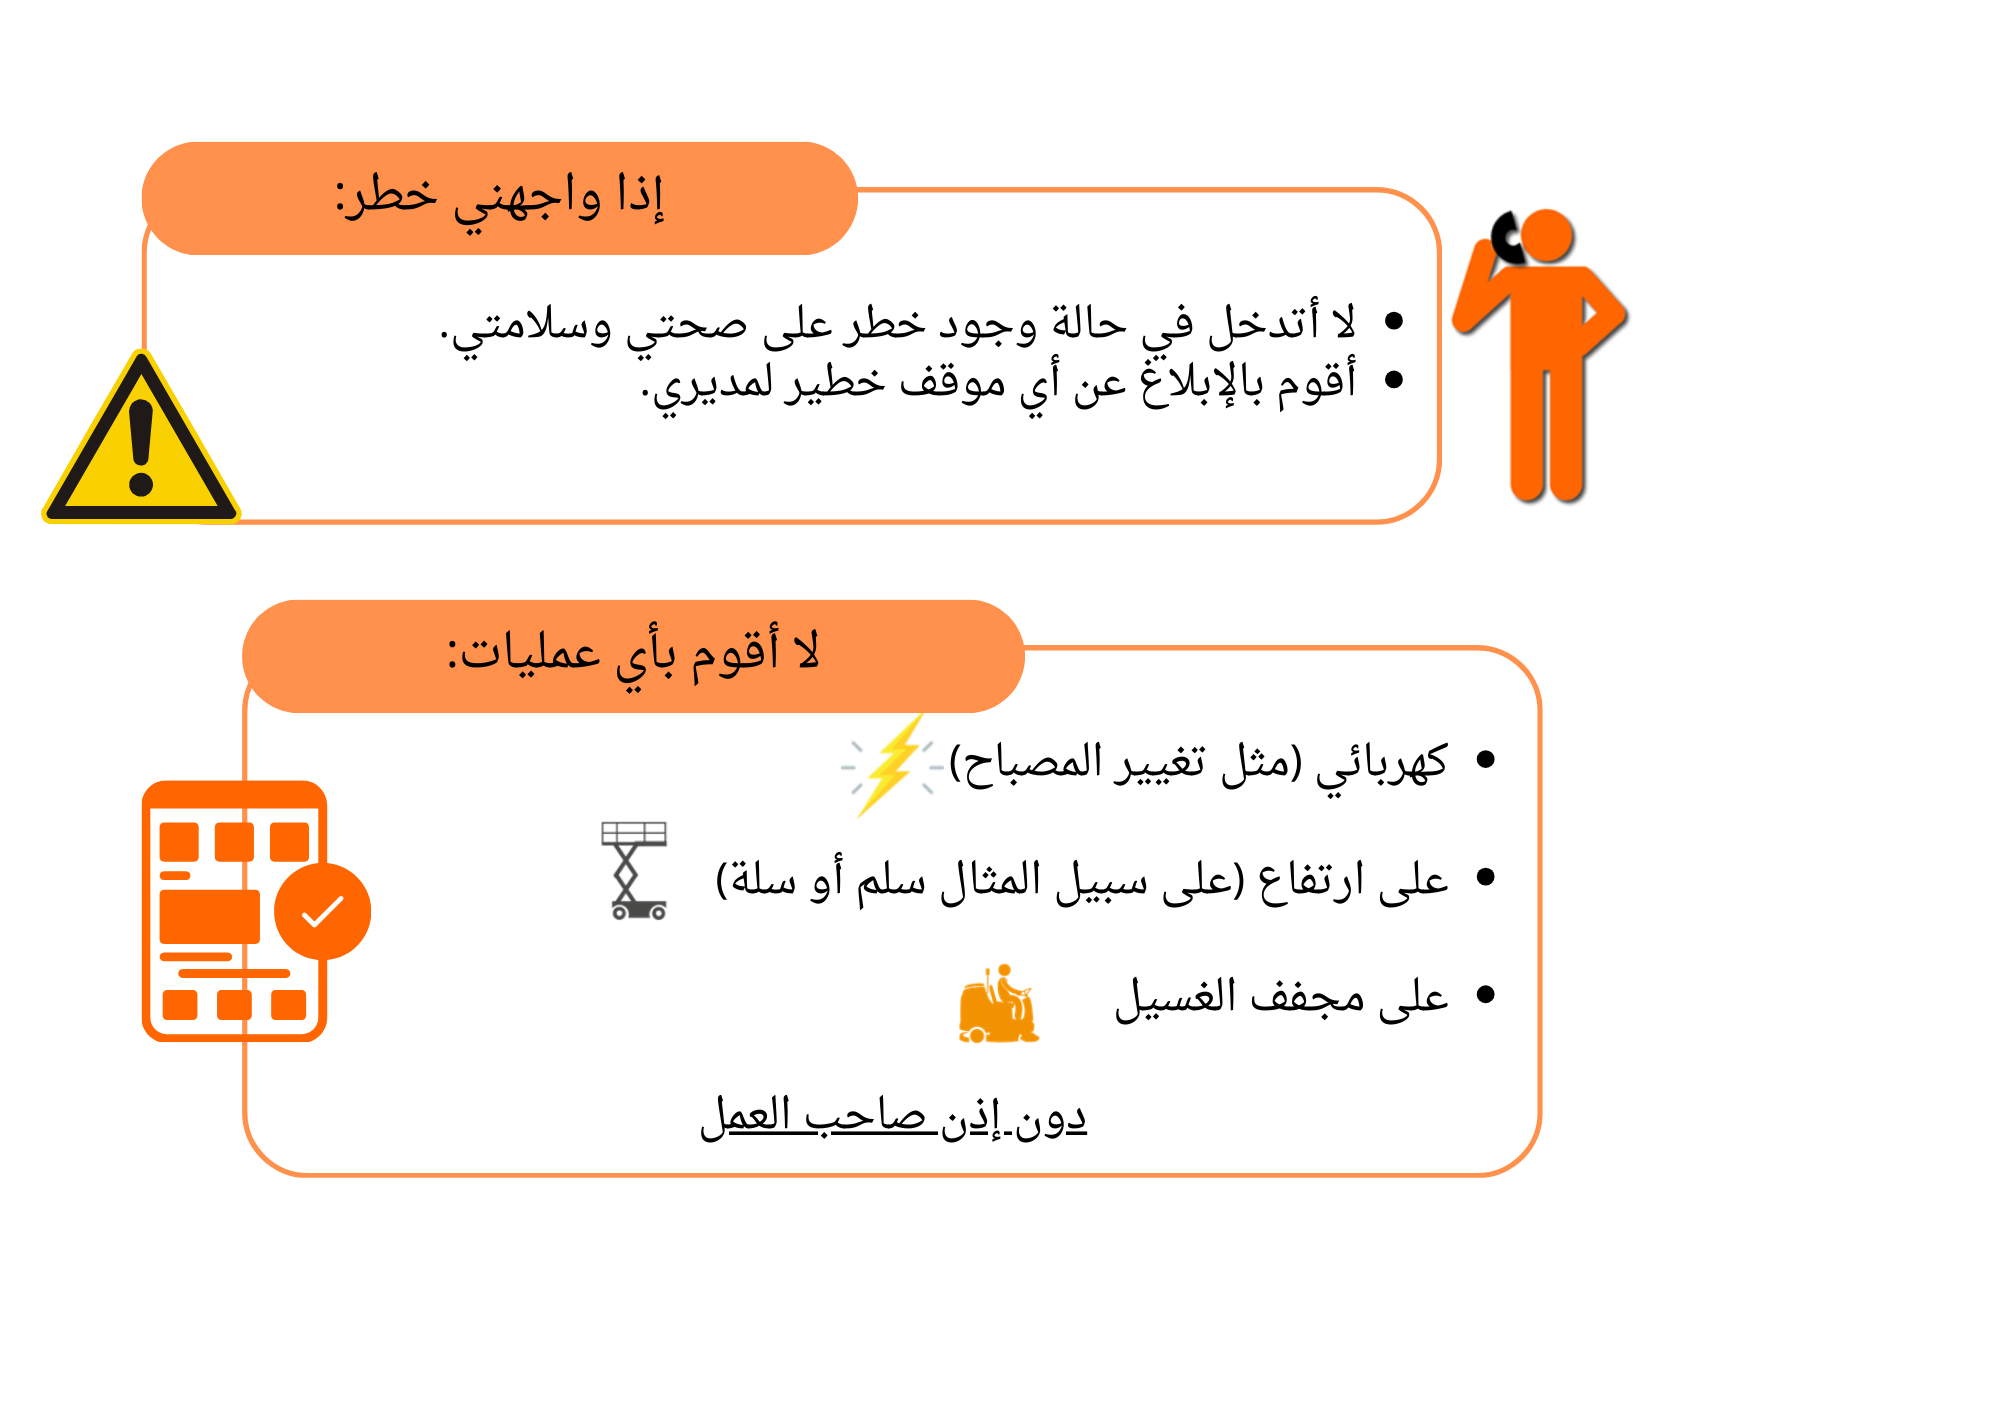 إذا واجهني خطر:
• لا أتدخل في حالة وجود خطر على صحتي وسلامتي.
• أقوم بالإبلاغ عن أي موقف خطير لمديري.
لا أقوم بأي عمليات:
• كهربائي (مثل تغيير المصباح)
• على ارتفاع (على سبيل المثال سلم أو سلة)
• على مجفف الغسيل
دون إذن صاحب العمل